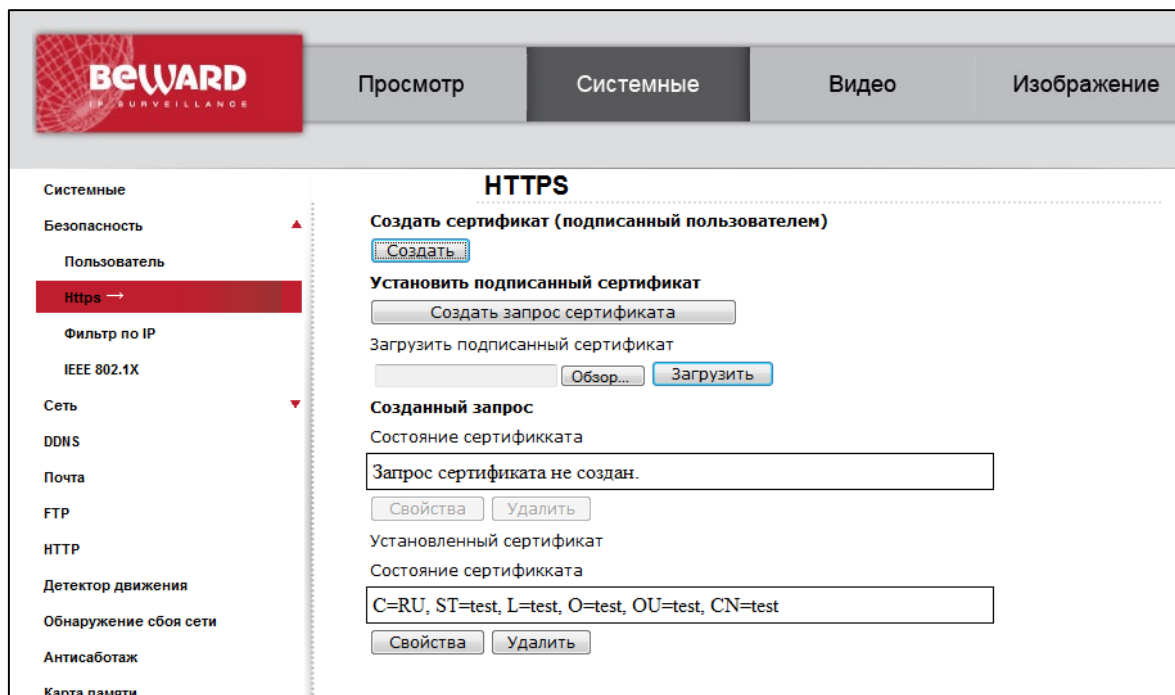 BEWARD
IP SURVEILLANCE
Просмотр
Системные
Видео
Изображение
Системные
Безопасность
Пользователь
Https →
Фильтр по IP
IEEE 802.1X
Сеть
DDNS
Почта
FTP
HTTP
Детектор движения
Обнаружение сбоя сети
Антисаботаж
Карта памяти
HTTPS
Создать сертификат (подписанный пользователем)
Создать
Установить подписанный сертификат
Создать запрос сертификата
Загрузить подписанный сертификат
Обзор... Загрузить
Созданный запрос
Состояние сертификката
Запрос сертификата не создан.
Свойства Удалить
Установленный сертификат
Состояние сертификката
C=RU, ST=test, L=test, O=test, OU=test, CN=test
Свойства Удалить